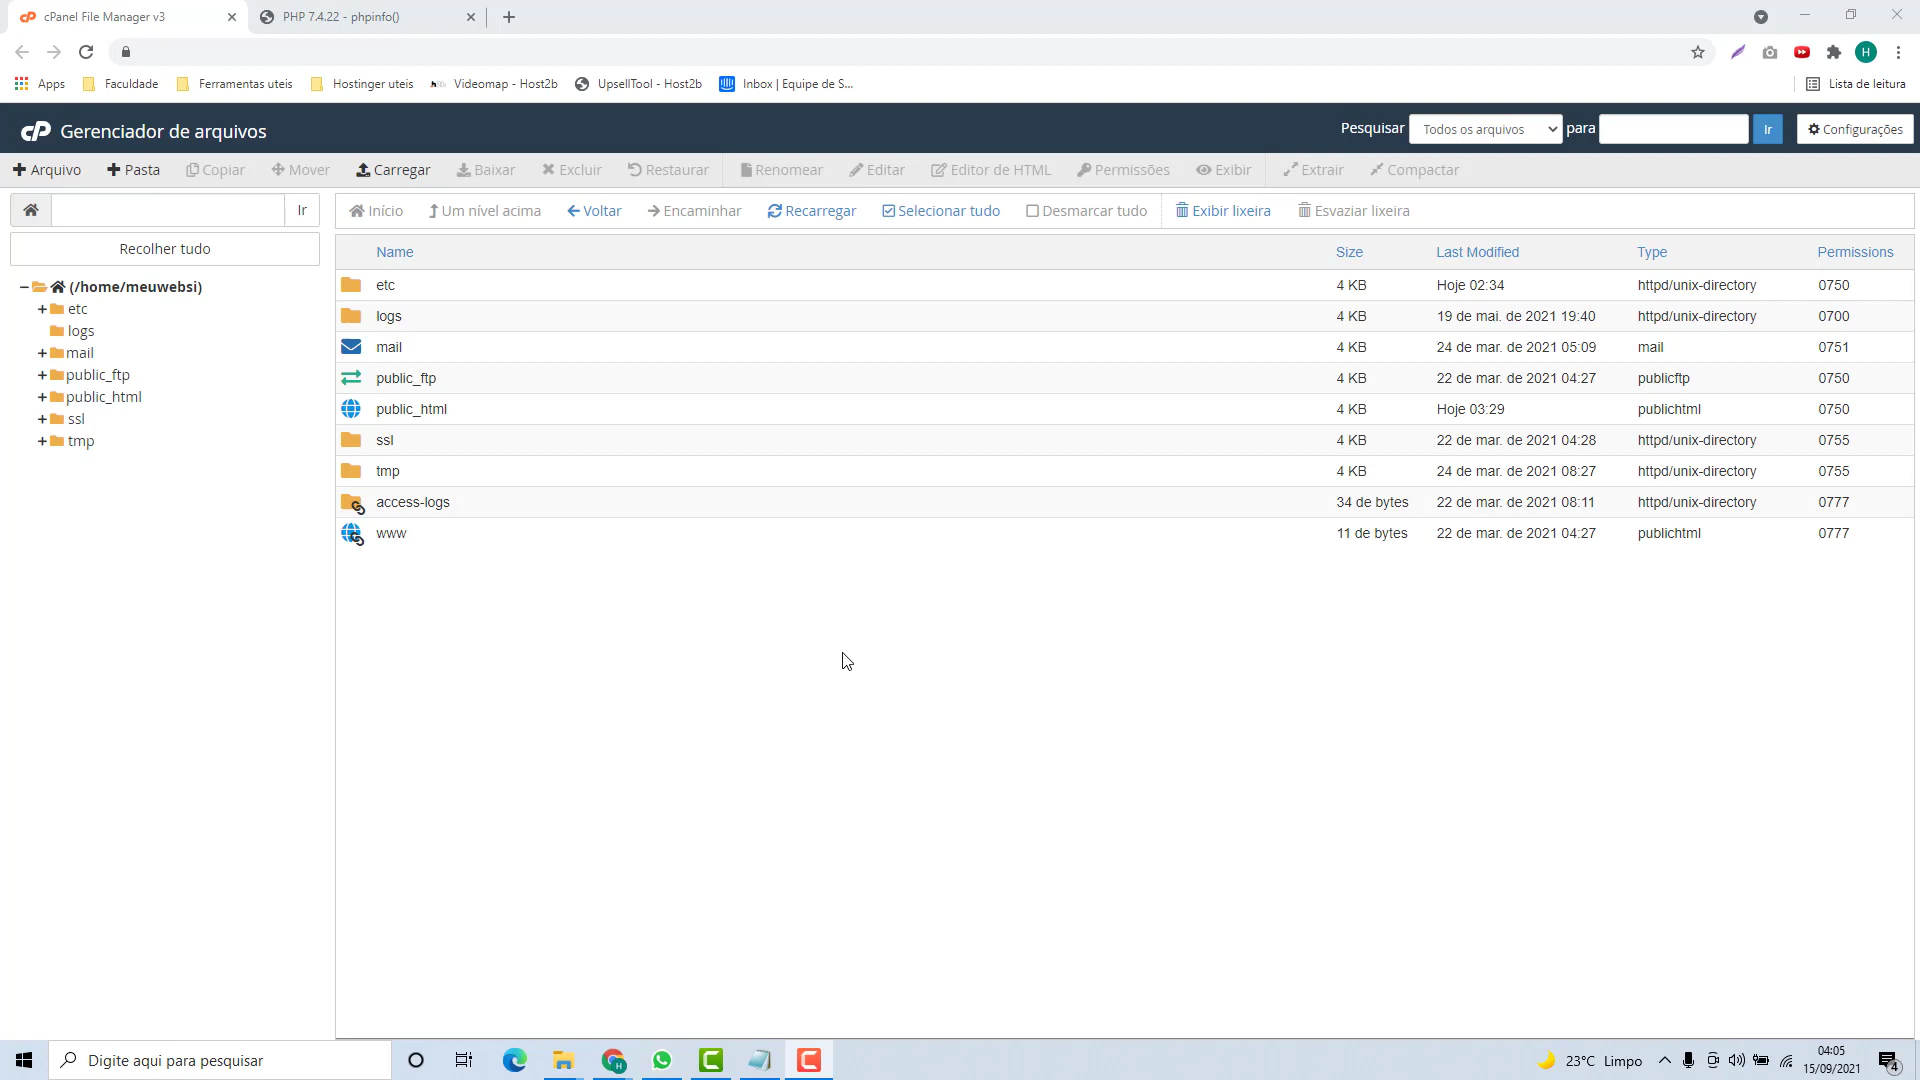 cPanel File Manager v3
PHP 7.4.22 - phpinfo()
H
Apps Faculdade Ferramentas uteis Hostinger uteis Videomap - Host2b UpsellTool - Host2b Inbox | Equipe de S... Lista de leitura
cP Gerenciador de arquivos Pesquisar Todos os arquivos para Ir Configurações
Arquivo Pasta Copiar Mover Carregar Baixar Excluir Restaurar Renomear Editar Editor de HTML Permissões Exibir Extrair Compactar
Ir Início Um nível acima Voltar Encaminhar Recarregar Selecionar tudo Desmarcar tudo Exibir lixeira Esvaziar lixeira
Recolher tudo
(/home/meuwebsi)
etc
logs
mail
public_ftp
public_html
ssl
tmp
Name Size Last Modified Type Permissions
etc 4 KB Hoje 02:34 httpd/unix-directory 0750
logs 4 KB 19 de mai. de 2021 19:40 httpd/unix-directory 0700
mail 4 KB 24 de mar. de 2021 05:09 mail 0751
public_ftp 4 KB 22 de mar. de 2021 04:27 publicftp 0750
public_html 4 KB Hoje 03:29 publichtml 0750
ssl 4 KB 22 de mar. de 2021 04:28 httpd/unix-directory 0755
tmp 4 KB 24 de mar. de 2021 08:27 httpd/unix-directory 0755
access-logs 34 de bytes 22 de mar. de 2021 08:11 httpd/unix-directory 0777
www 11 de bytes 22 de mar. de 2021 04:27 publichtml 0777
Digite aqui para pesquisar
23°C Limpo
04:05
15/09/2021
4